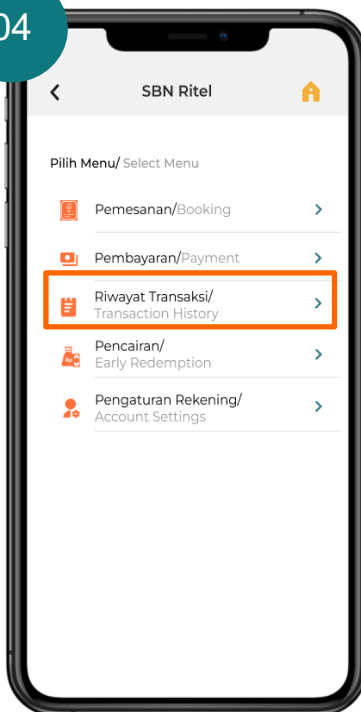 04
SBN Ritel
Pilih Menu/ Select Menu
Pemesanan/Booking
Pembayaran/Payment
Riwayat Transaksi/
Transaction History
Pencairan/
Early Redemption
Pengaturan Rekening/
Account Settings